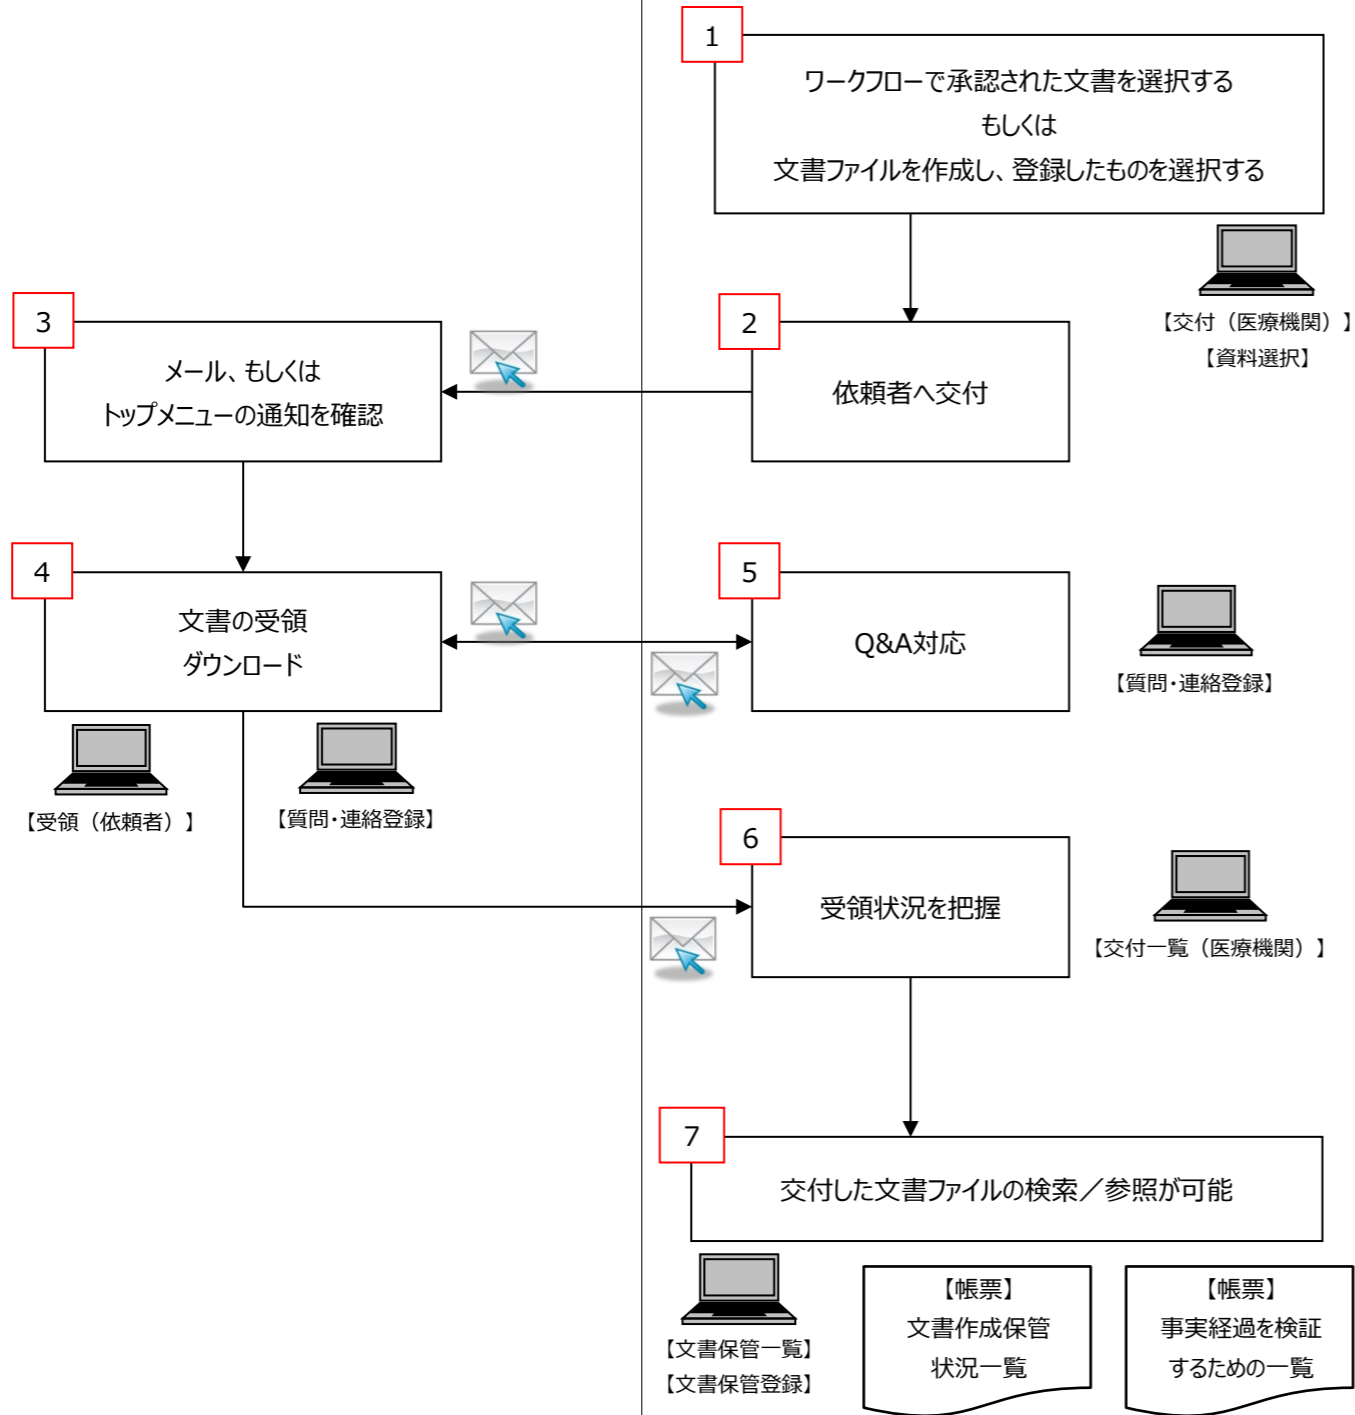 1
ワークフローで承認された文書を選択する
もしくは
文書ファイルを作成し、登録したものを選択する
【交付（医療機関）】
【資料選択】
2
依頼者へ交付
3
メール、もしくは
トップメニューの通知を確認
4
文書の受領
ダウンロード
【受領（依頼者）】
【質問・連絡登録】
5
Q&A対応
【質問・連絡登録】
6
受領状況を把握
【交付一覧（医療機関）】
7
交付した文書ファイルの検索／参照が可能
【文書保管一覧】
【文書保管登録】
【帳票】
文書作成保管
状況一覧
【帳票】
事実経過を検証
するための一覧